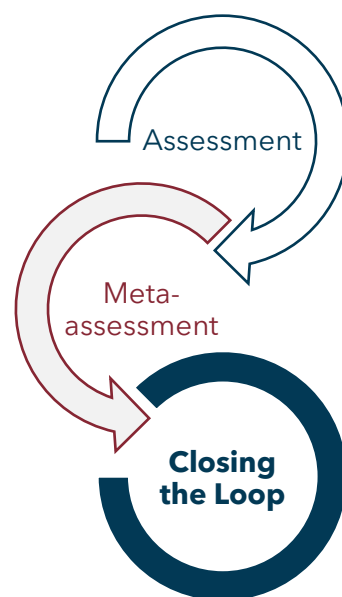 Assessment
Meta-
assessment
Closing
the Loop